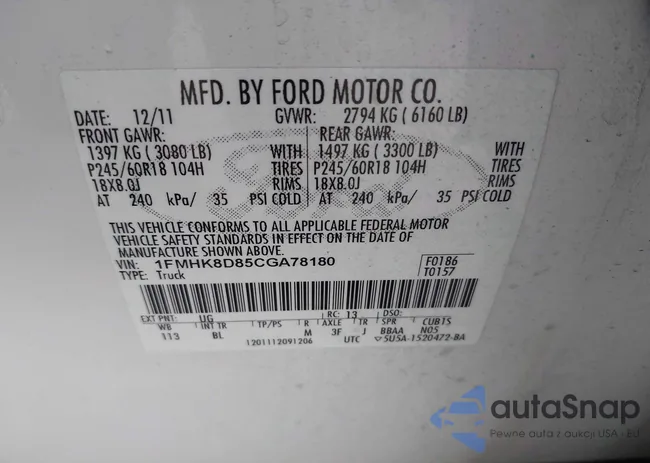 MFD. BY FORD MOTOR CO.
DATE: 12/11 GVWR: 2794 KG ( 6160 LB)
FRONT GAWR: REAR GAWR:
1397 KG ( 3080 LB) WITH 1497 KG ( 3300 LB) WITH
P245/60R18 104H TIRES P245/60R18 104H TIRES
18X8.0J RIMS 18X8.0J RIMS
AT 240 kPa/ 35 PSI COLD AT 240 kPa/ 35 PSI COLD
THIS VEHICLE CONFORMS TO ALL APPLICABLE FEDERAL MOTOR
VEHICLE SAFETY STANDARDS IN EFFECT ON THE DATE OF
MANUFACTURE SHOWN ABOVE.
VIN: 1FMHK8D85CGA78180 F0186
TYPE: Truck T0157
EXT PNT: UG RC: 13 DSO:
WB INT TR TP/PS R AXLE TR SPR CUBTS
113 BL M 3F J BBAA N05
1201112091206 UTC 5U5A-1520472-BA
Ford
autaSnap
Pewne auta z aukcji USA - EU